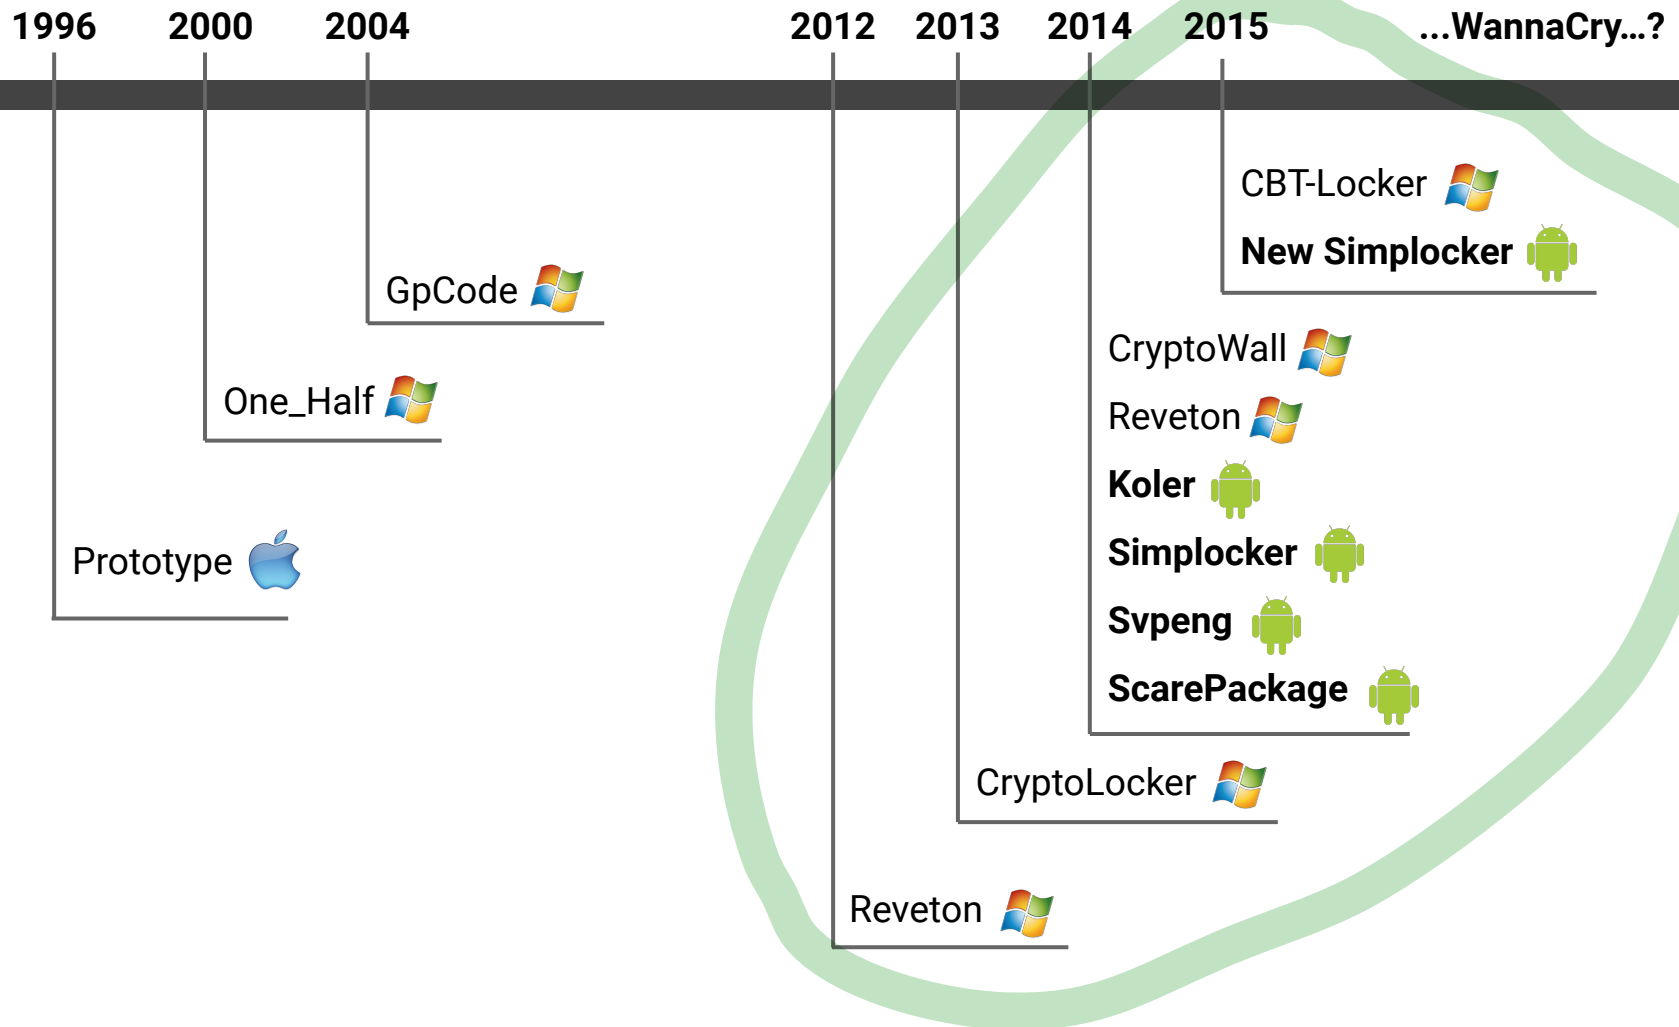 1996 2000 2004 2012 2013 2014 2015 ...WannaCry...?
CBT-Locker
New Simplocker
GpCode
CryptoWall
One_Half
Reveton
Koler
Prototype
Simplocker
Svpeng
ScarePackage
CryptoLocker
Reveton